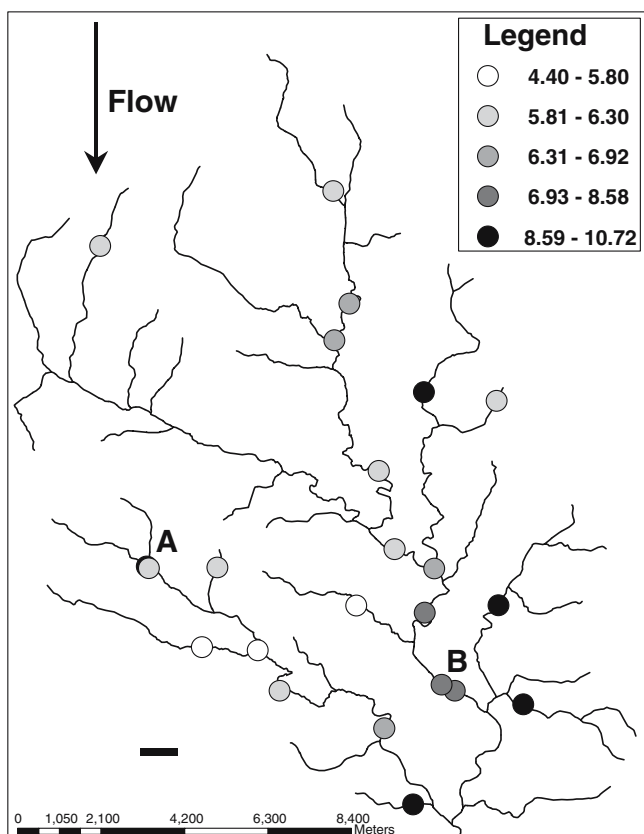 Legend
4.40 - 5.80
5.81 - 6.30
6.31 - 6.92
6.93 - 8.58
8.59 - 10.72
Flow
A
B
0 1,050 2,100 4,200 6,300 8,400 Meters